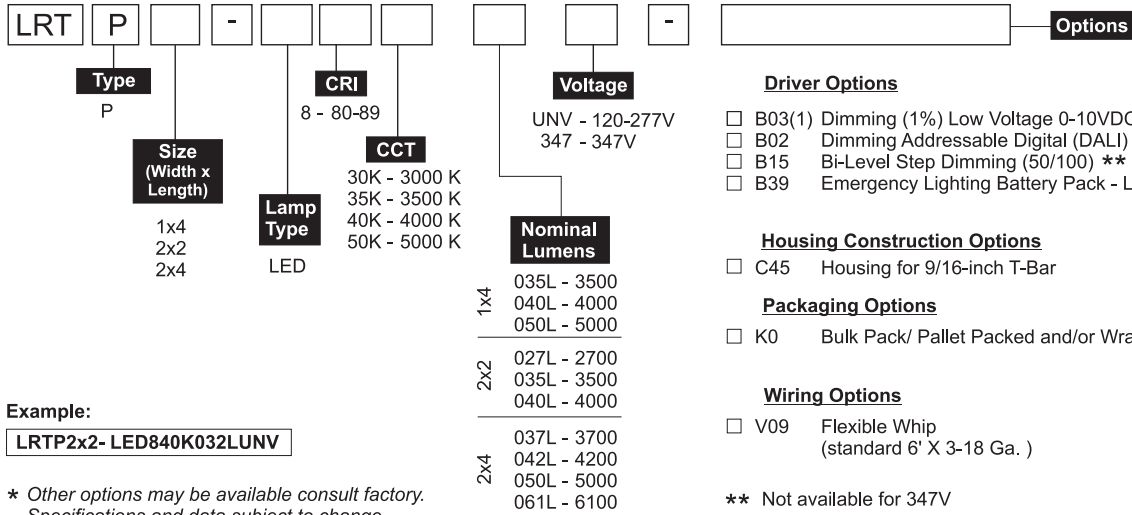 LRT P - -
Options
Type
P
Size
(Width x
Length)
1x4
2x2
2x4
Lamp
Type
LED
CRI
8 - 80-89
CCT
30K - 3000 K
35K - 3500 K
40K - 4000 K
50K - 5000 K
Nominal
Lumens
1x4
035L - 3500
040L - 4000
050L - 5000
2x2
027L - 2700
035L - 3500
040L - 4000
2x4
037L - 3700
042L - 4200
050L - 5000
061L - 6100
Voltage
UNV - 120-277V
347 - 347V
Driver Options
☐ B03(1) Dimming (1%) Low Voltage 0-10VDC
☐ B02 Dimming Addressable Digital (DALI)
☐ B15 Bi-Level Step Dimming (50/100) **
☐ B39 Emergency Lighting Battery Pack - L
Housing Construction Options
☐ C45 Housing for 9/16-inch T-Bar
Packaging Options
☐ K0 Bulk Pack/ Pallet Packed and/or
Wiring Options
☐ V09 Flexible Whip
(standard 6' X 3-18 Ga. )
** Not available for 347V
Example:
LRTP2x2- LED840K032LUNV
* Other options may be available consult factory.
Specifications and data subject to change